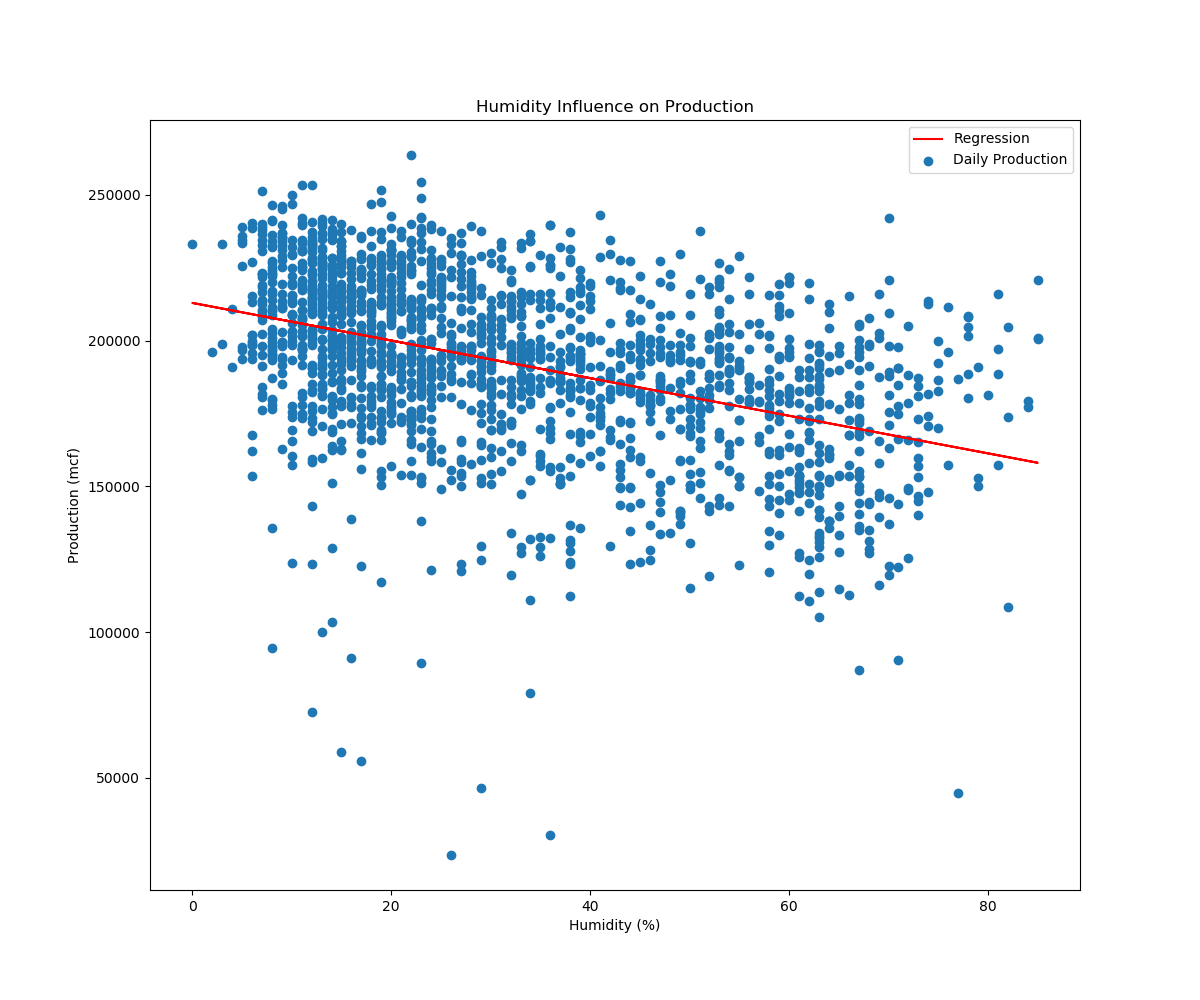 Humidity Influence on Production
Regression
Daily Production
250000
200000
150000
100000
50000
Production (mcf)
0 20 40 60 80
Humidity (%)